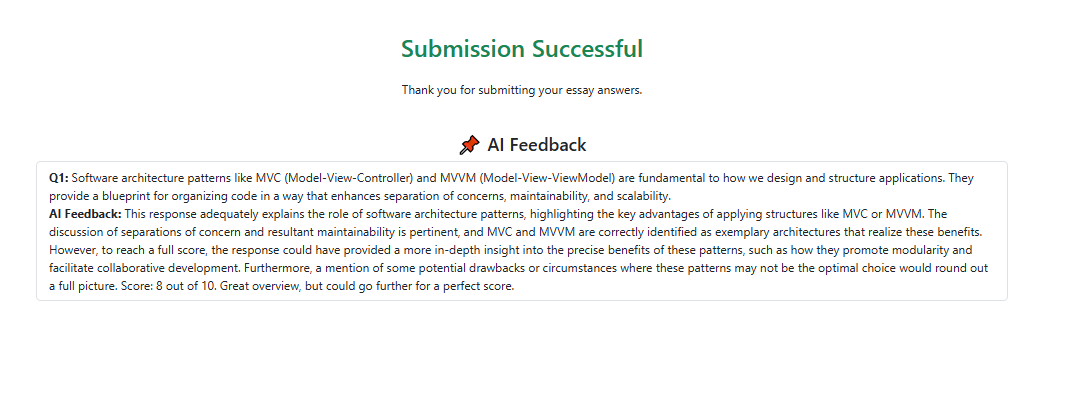 Submission Successful
Thank you for submitting your essay answers.
📌 AI Feedback
Q1: Software architecture patterns like MVC (Model-View-Controller) and MVVM (Model-View-ViewModel) are fundamental to how we design and structure applications. They
provide a blueprint for organizing code in a way that enhances separation of concerns, maintainability, and scalability.
AI Feedback: This response adequately explains the role of software architecture patterns, highlighting the key advantages of applying structures like MVC or MVVM. The
discussion of separations of concern and resultant maintainability is pertinent, and MVC and MVVM are correctly identified as exemplary architectures that realize these benefits.
However, to reach a full score, the response could have provided a more in-depth insight into the precise benefits of these patterns, such as how they promote modularity and
facilitate collaborative development. Furthermore, a mention of some potential drawbacks or circumstances where these patterns may not be the optimal choice would round out
a full picture. Score: 8 out of 10. Great overview, but could go further for a perfect score.